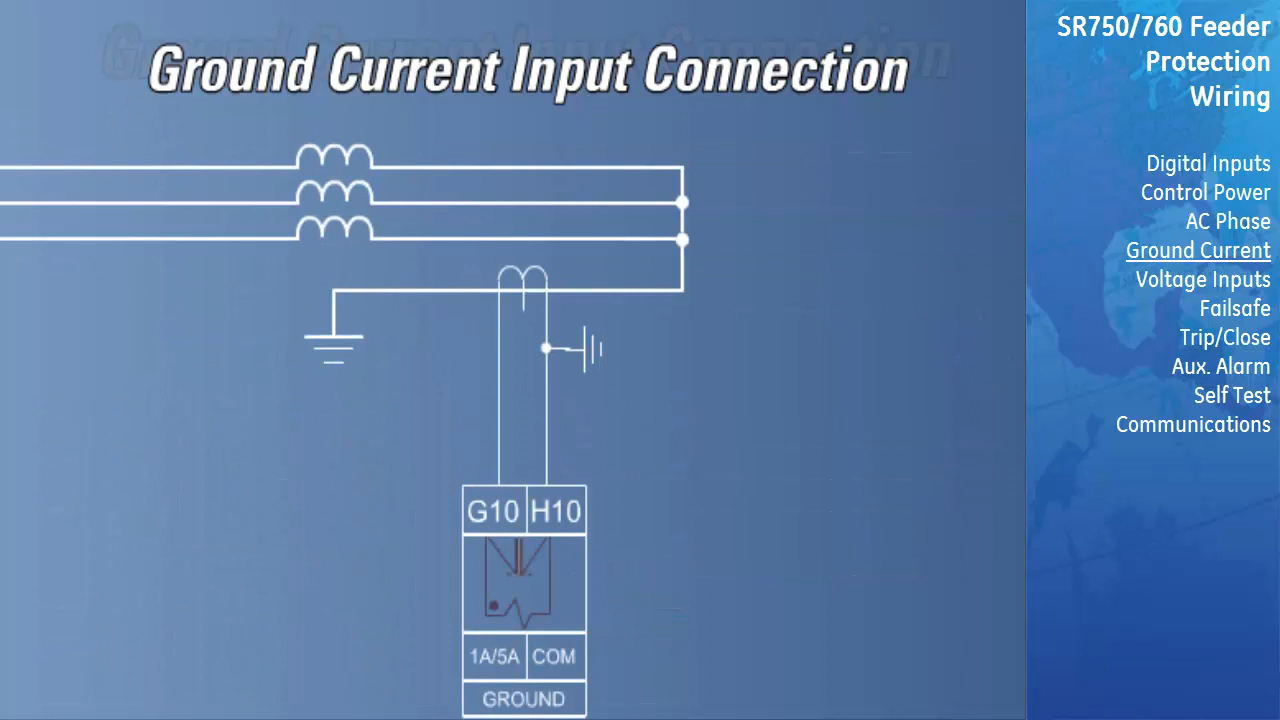 Ground Current Input Connection
G10 H10
1A/5A COM
GROUND
SR750/760 Feeder
Protection
Wiring
Digital Inputs
Control Power
AC Phase
Ground Current
Voltage Inputs
Failsafe
Trip/Close
Aux. Alarm
Self Test
Communications